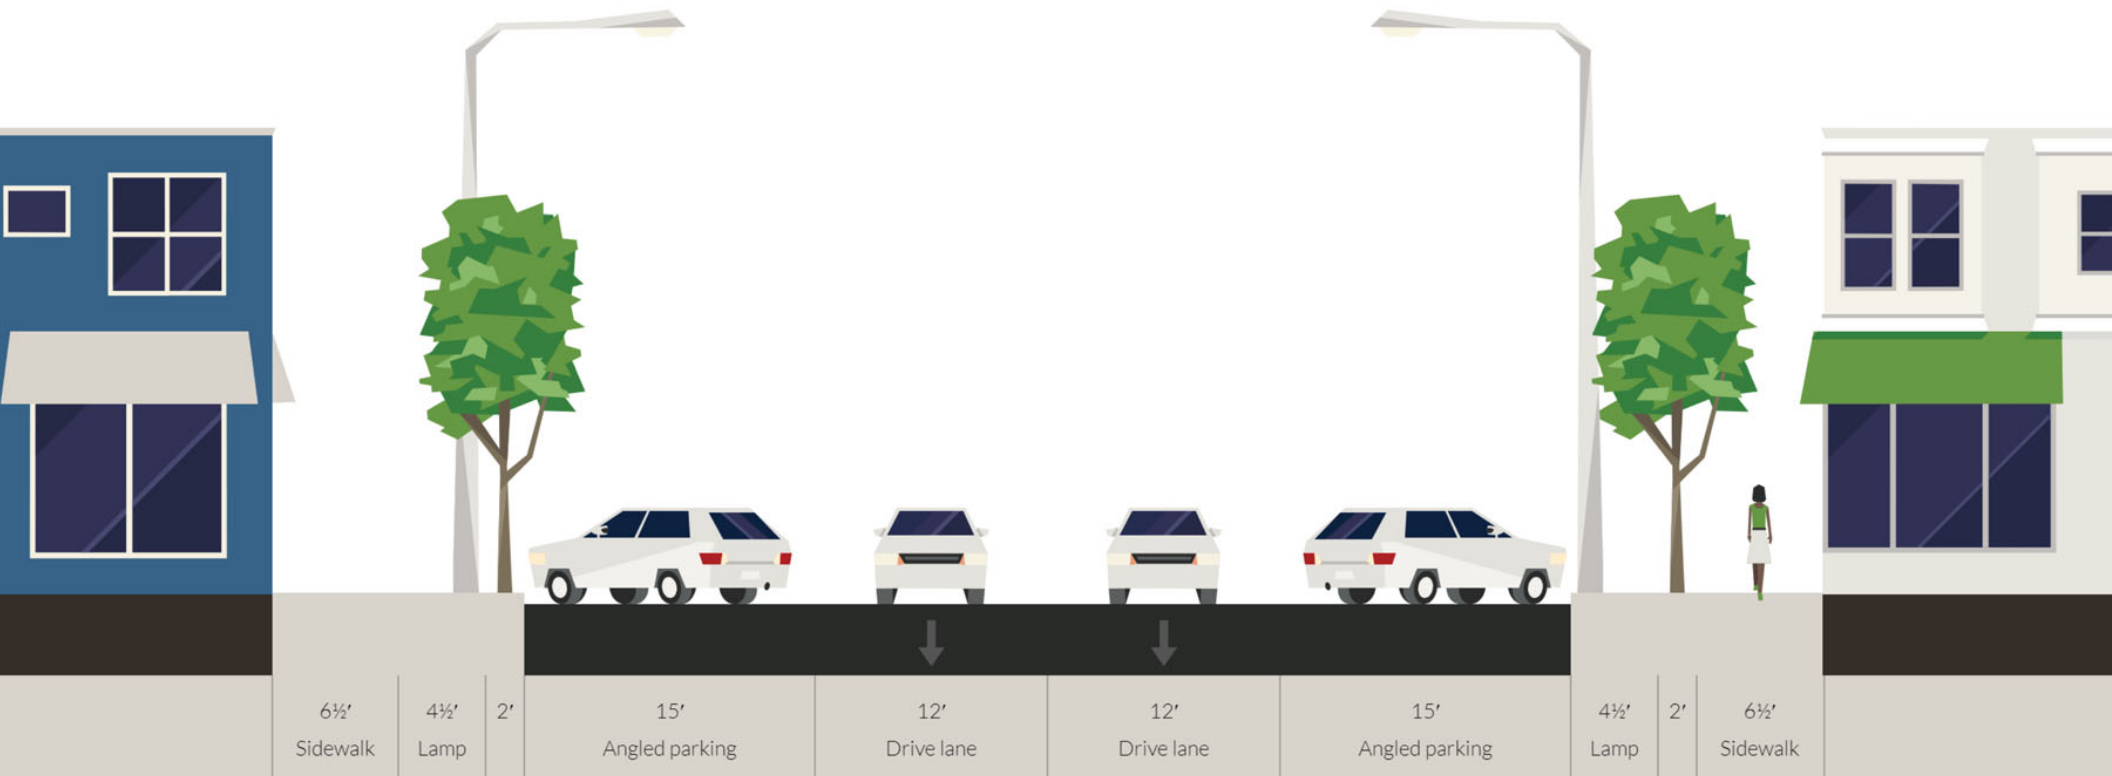 6½′ 4½′ 2′ 15′ 12′ 12′ 15′ 4½′ 2′ 6½′
Sidewalk Lamp Angled parking Drive lane Drive lane Angled parking Lamp Sidewalk